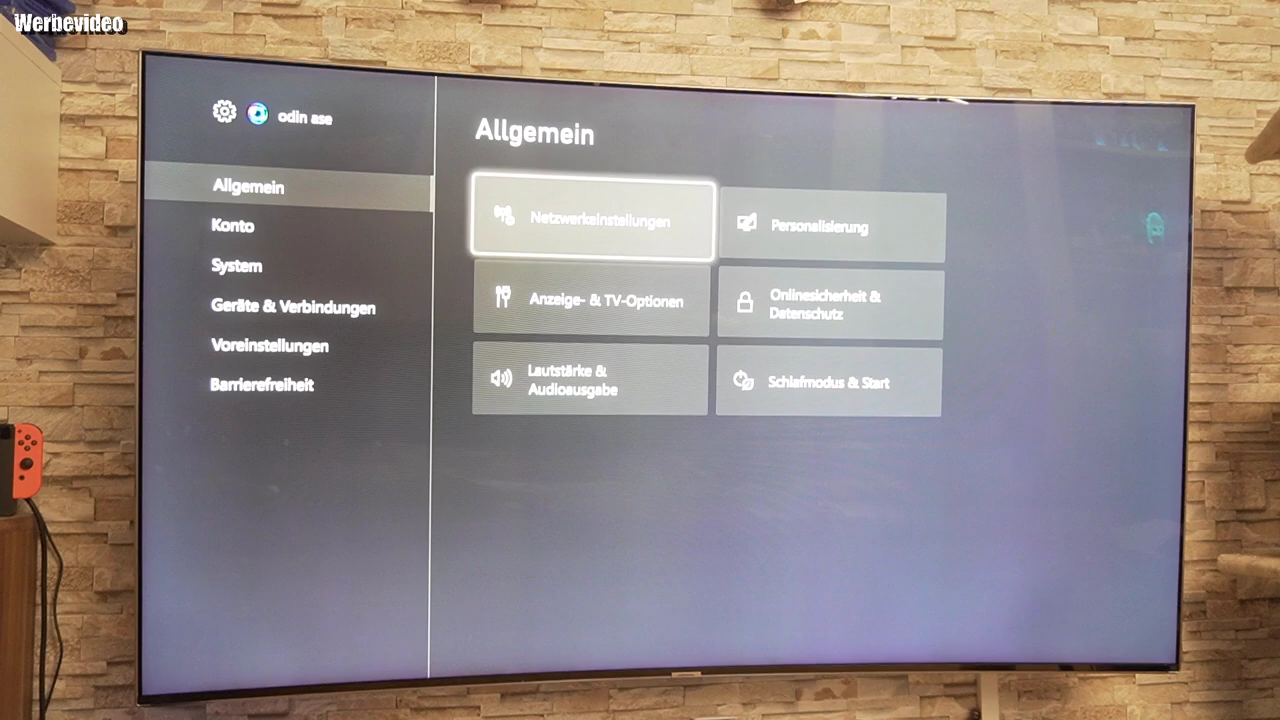 Werbevideo
odin ase
Allgemein
Konto
System
Geräte & Verbindungen
Voreinstellungen
Barrierefreiheit
Allgemein
Netzwerkeinstellungen
Personalisierung
Anzeige- & TV-Optionen
Onlinesicherheit &
Datenschutz
Lautstärke &
Audioausgabe
Schlafmodus & Start